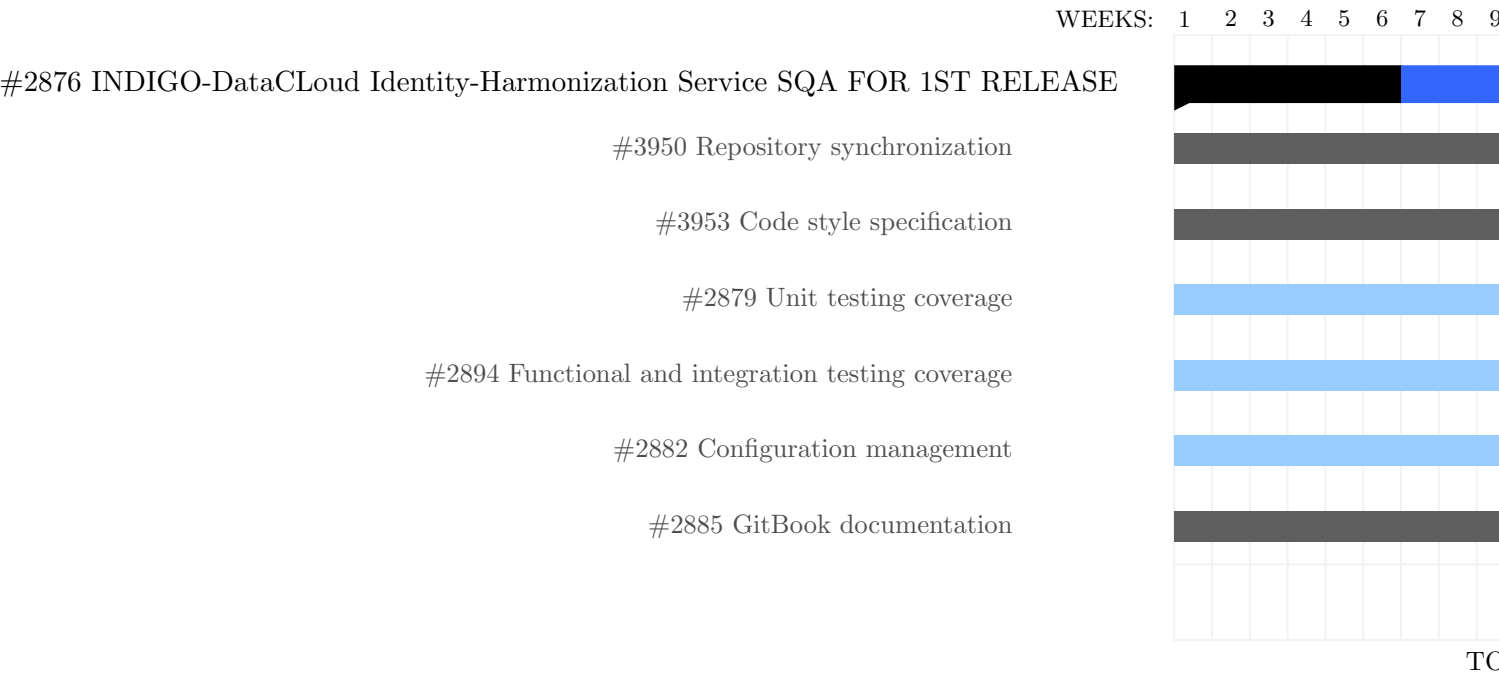 WEEKS: 1 2 3 4 5 6 7 8 9
#2876 INDIGO-DataCLoud Identity-Harmonization Service SQA FOR 1ST RELEASE
#3950 Repository synchronization
#3953 Code style specification
#2879 Unit testing coverage
#2894 Functional and integration testing coverage
#2882 Configuration management
#2885 GitBook documentation